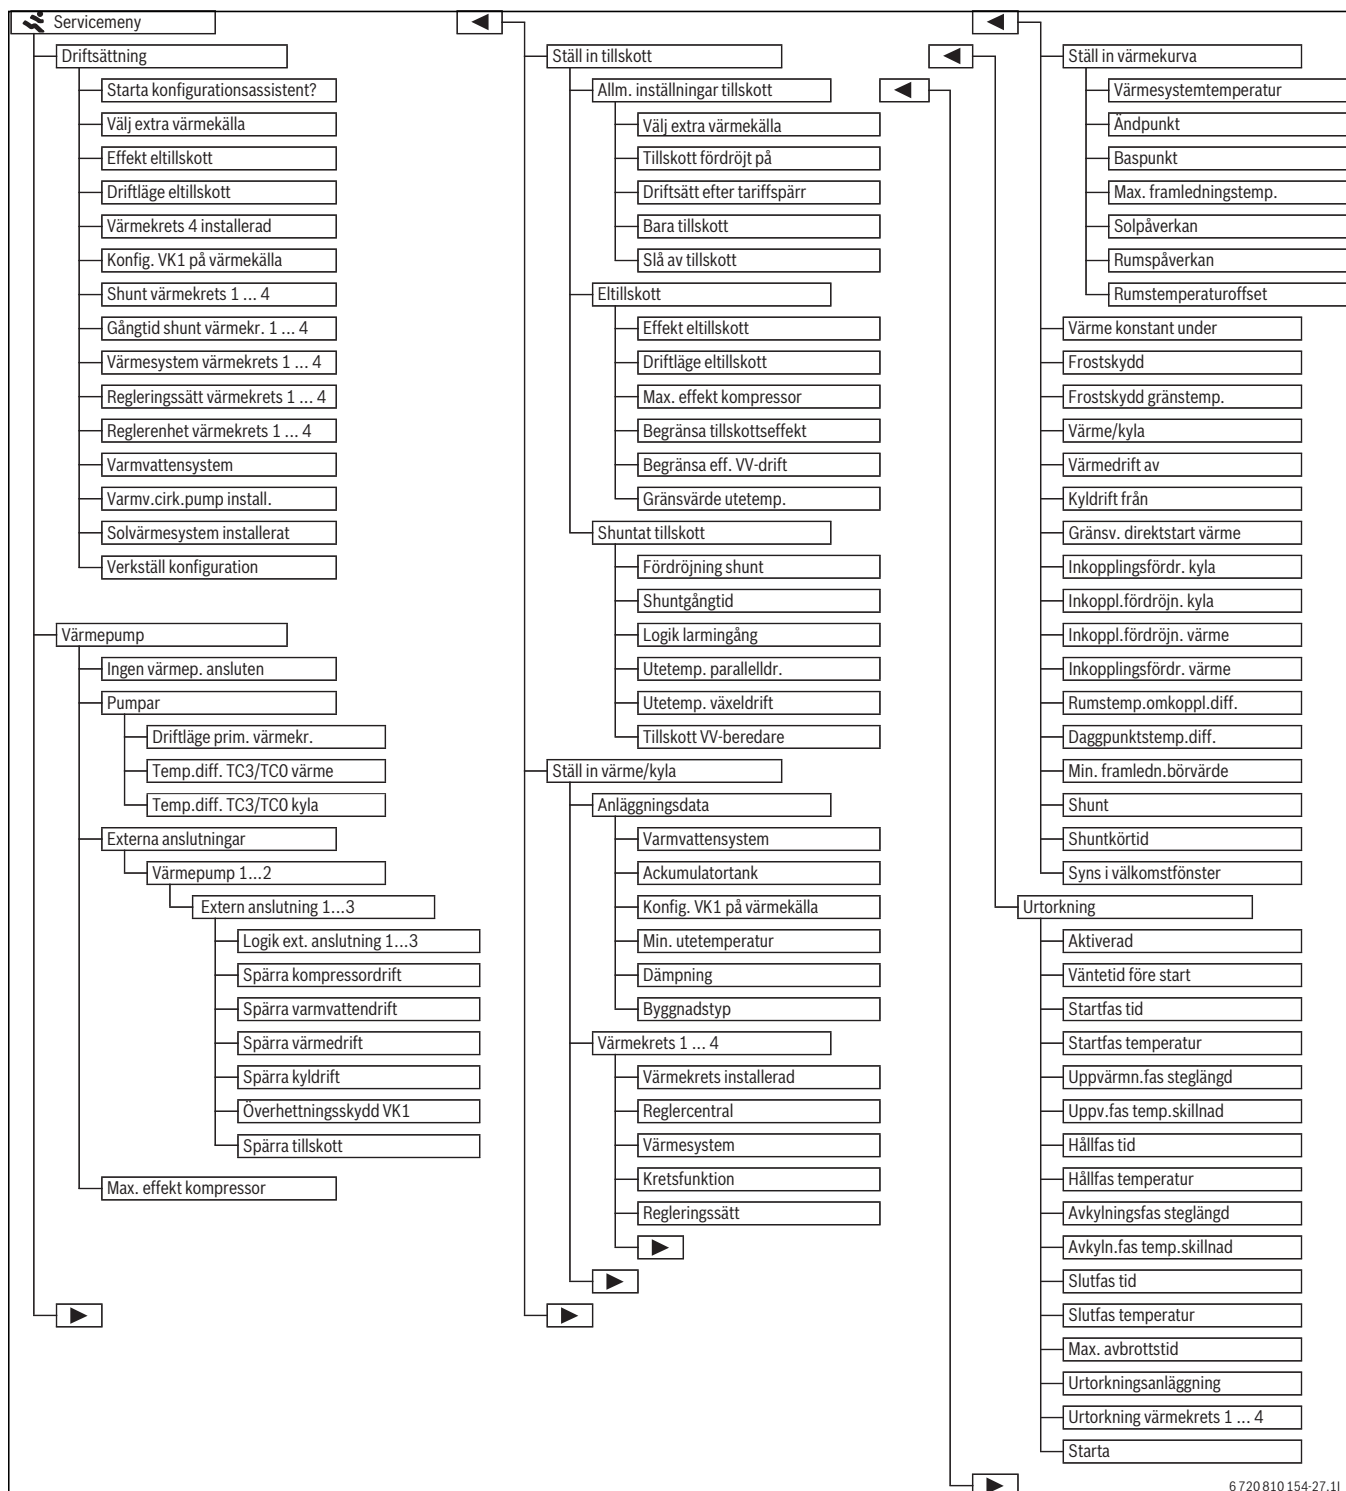 Servicemeny
Driftsättning
Starta konfigurationsassistent?
Välj extra värmekälla
Effekt eltillskott
Driftläge eltillskott
Värmekrets 4 installerad
Konfig. VK1 på värmekälla
Shunt värmekrets 1 ... 4
Gångtid shunt värmekr. 1 ... 4
Värmesystem värmekrets 1 ... 4
Regleringssätt värmekrets 1 ... 4
Reglerenhet värmekrets 1 ... 4
Varmvattensystem
Varmv.cirk.pump install.
Solvärmesystem installerat
Verkställ konfiguration
Värmepump
Ingen värmep. ansluten
Pumpar
Driftläge prim. värmekr.
Temp.diff. TC3/TC0 värme
Temp.diff. TC3/TC0 kyla
Externa anslutningar
Värmepump 1...2
Extern anslutning 1...3
Logik ext. anslutning 1...3
Spärra kompressordrift
Spärra varmvattendrift
Spärra värmedrift
Spärra kyldrift
Överhettningsskydd VK1
Spärra tillskott
Max. effekt kompressor
Ställ in tillskott
Allm. inställningar tillskott
Välj extra värmekälla
Tillskott fördröjt på
Driftsätt efter tariffspärr
Bara tillskott
Slå av tillskott
Eltillskott
Effekt eltillskott
Driftläge eltillskott
Max. effekt kompressor
Begränsa tillskottseffekt
Begränsa eff. VV-drift
Gränsvärde utetemp.
Shuntat tillskott
Fördröjning shunt
Shuntgångtid
Logik larmingång
Utetemp. parallelldr.
Utetemp. växeldrift
Tillskott VV-beredare
Ställ in värme/kyla
Anläggningsdata
Varmvattensystem
Ackumulatortank
Konfig. VK1 på värmekälla
Min. utetemperatur
Dämpning
Byggnadstyp
Värmekrets 1 ... 4
Värmekrets installerad
Reglercentral
Värmesystem
Kretsfunktion
Regleringssätt
Ställ in värmekurva
Värmesystemtemperatur
Ändpunkt
Baspunkt
Max. framledningstemp.
Solpåverkan
Rumspåverkan
Rumstemperaturoffset
Värme konstant under
Frostskydd
Frostskydd gränstemp.
Värme/kyla
Värmedrift av
Kyldrift från
Gränsv. direktstart värme
Inkopplingsfördr. kyla
Inkoppl.fördröjn. kyla
Inkoppl.fördröjn. värme
Inkopplingsfördr. värme
Rumstemp.omkoppl.diff.
Daggpunktstemp.diff.
Min. framledn.börvärde
Shunt
Shuntkörtid
Syns i välkomstfönster
Urtorkning
Aktiverad
Väntetid före start
Startfas tid
Startfas temperatur
Uppvärmn.fas steglängd
Uppv.fas temp.skillnad
Hållfas tid
Hållfas temperatur
Avkylningsfas steglängd
Avkyln.fas temp.skillnad
Slutfas tid
Slutfas temperatur
Max. avbrottstid
Urtorkningsanläggning
Urtorkning värmekrets 1 ... 4
Starta
6 720 810 154-27.1I